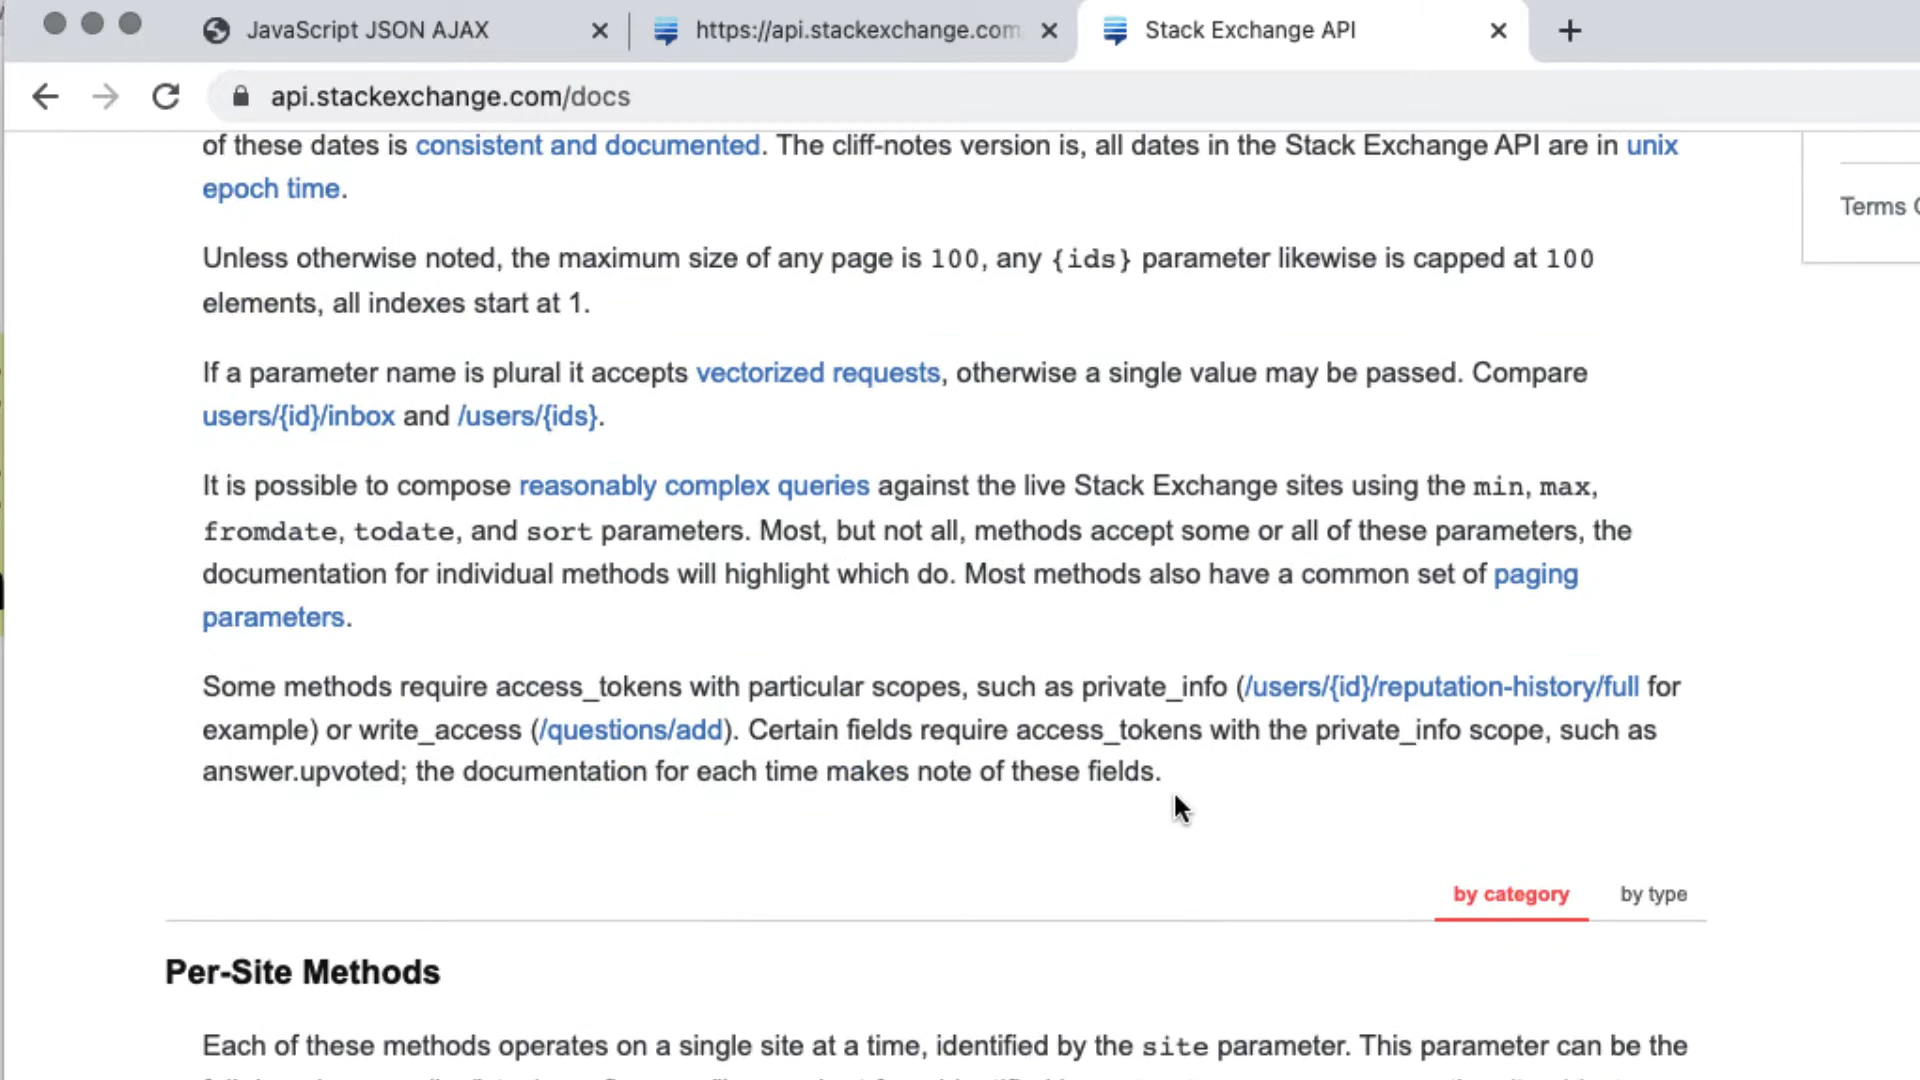 JavaScript JSON AJAX
https://api.stackexchange.com
Stack Exchange API
api.stackexchange.com/docs
of these dates is consistent and documented. The cliff-notes version is, all dates in the Stack Exchange API are in unix
epoch time.
Terms
Unless otherwise noted, the maximum size of any page is 100, any {ids} parameter likewise is capped at 100
elements, all indexes start at 1.
If a parameter name is plural it accepts vectorized requests, otherwise a single value may be passed. Compare
users/{id}/inbox and /users/{ids}.
It is possible to compose reasonably complex queries against the live Stack Exchange sites using the min, max,
fromdate, todate, and sort parameters. Most, but not all, methods accept some or all of these parameters, the
documentation for individual methods will highlight which do. Most methods also have a common set of paging
parameters.
Some methods require access_tokens with particular scopes, such as private_info (/users/{id}/reputation-history/full for
example) or write_access (/questions/add). Certain fields require access_tokens with the private_info scope, such as
answer.upvoted; the documentation for each time makes note of these fields.
by category by type
Per-Site Methods
Each of these methods operates on a single site at a time, identified by the site parameter. This parameter can be the